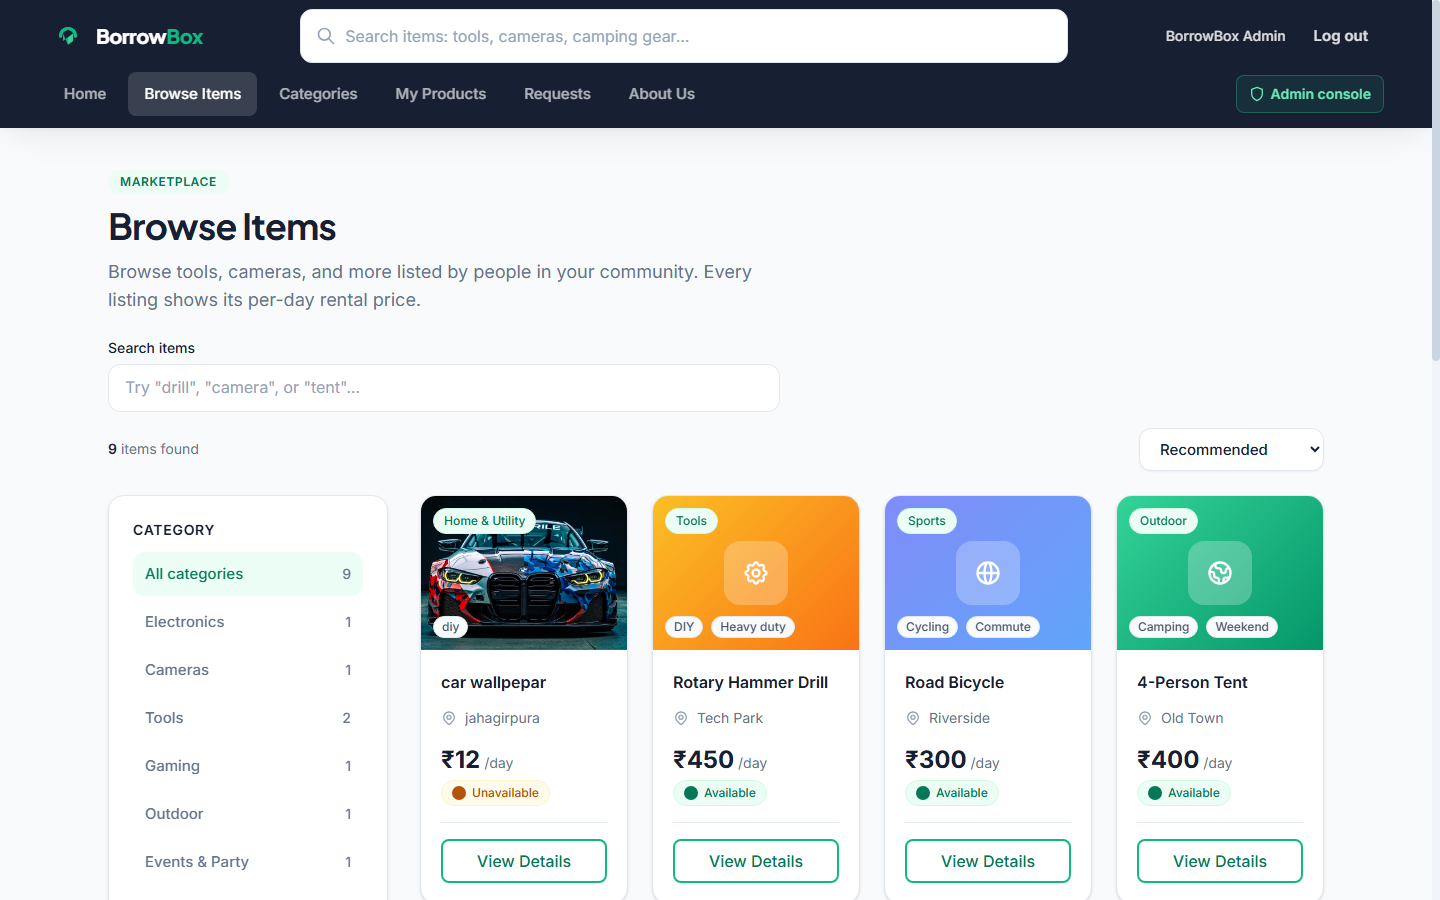 BorrowBox
Search items: tools, cameras, camping gear...
BorrowBox Admin
Log out
Home
Browse Items
Categories
My Products
Requests
About Us
Admin console
MARKETPLACE
Browse Items
Browse tools, cameras, and more listed by people in your community. Every
listing shows its per-day rental price.
Search items
Try "drill", "camera", or "tent"...
9 items found
Recommended
CATEGORY
All categories 9
Electronics 1
Cameras 1
Tools 2
Gaming 1
Outdoor 1
Events & Party 1
Home & Utility
diy
car wallpepar
jahagirpura
₹12 /day
Unavailable
View Details
Tools
DIY
Heavy duty
Rotary Hammer Drill
Tech Park
₹450 /day
Available
View Details
Sports
Cycling
Commute
Road Bicycle
Riverside
₹300 /day
Available
View Details
Outdoor
Camping
Weekend
4-Person Tent
Old Town
₹400 /day
Available
View Details